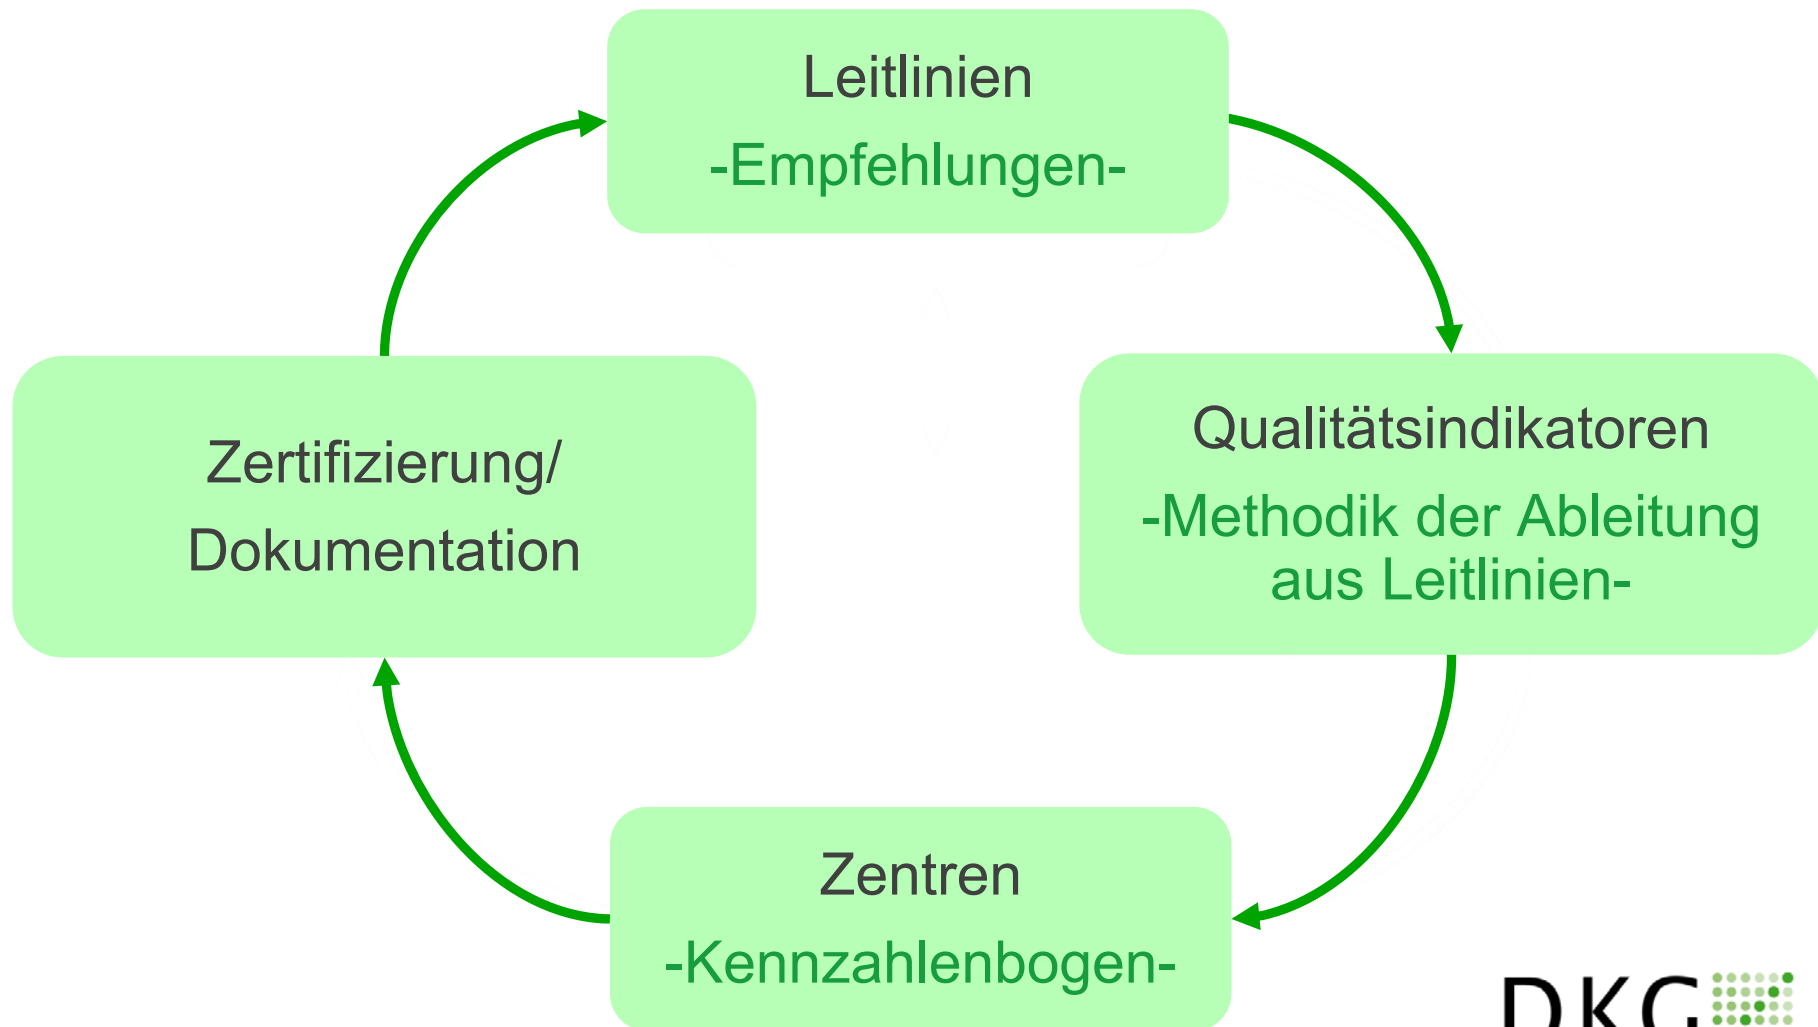 Leitlinien
-Empfehlungen-
Zertifizierung/
Dokumentation
Qualitätsindikatoren
-Methodik der Ableitung
aus Leitlinien-
Zentren
-Kennzahlenbogen-
DKG